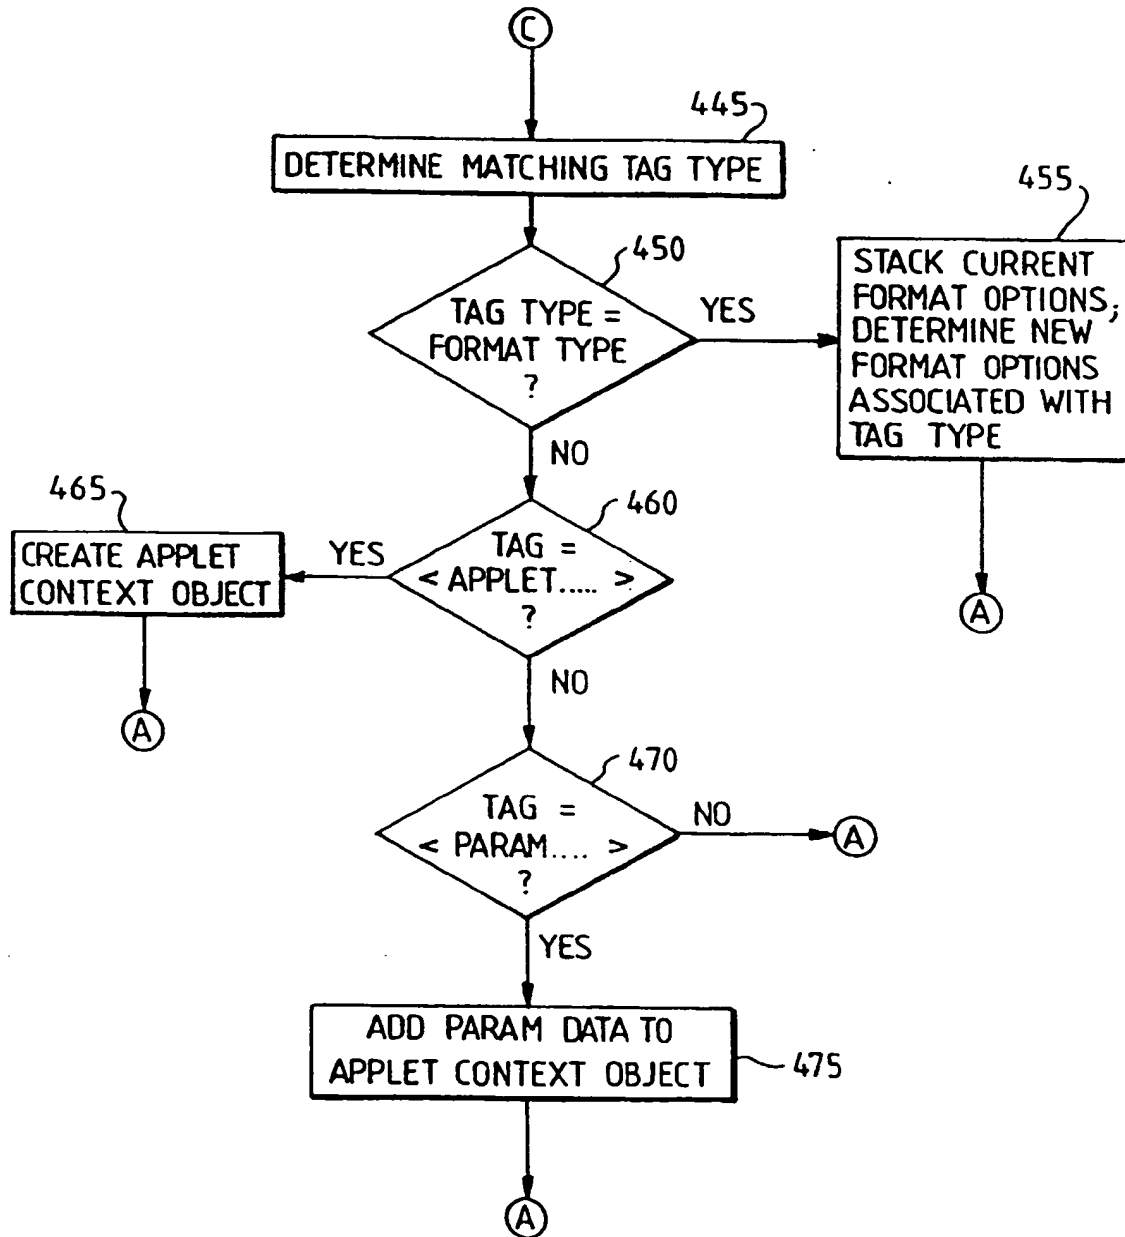 C
445
DETERMINE MATCHING TAG TYPE
450
TAG TYPE =
FORMAT TYPE
?
YES
455
STACK CURRENT
FORMAT OPTIONS;
DETERMINE NEW
FORMAT OPTIONS
ASSOCIATED WITH
TAG TYPE
A
NO
460
TAG =
< APPLET..... >
?
YES
465
CREATE APPLET
CONTEXT OBJECT
A
NO
470
TAG =
< PARAM.... >
?
NO
A
YES
ADD PARAM DATA TO
APPLET CONTEXT OBJECT
475
A